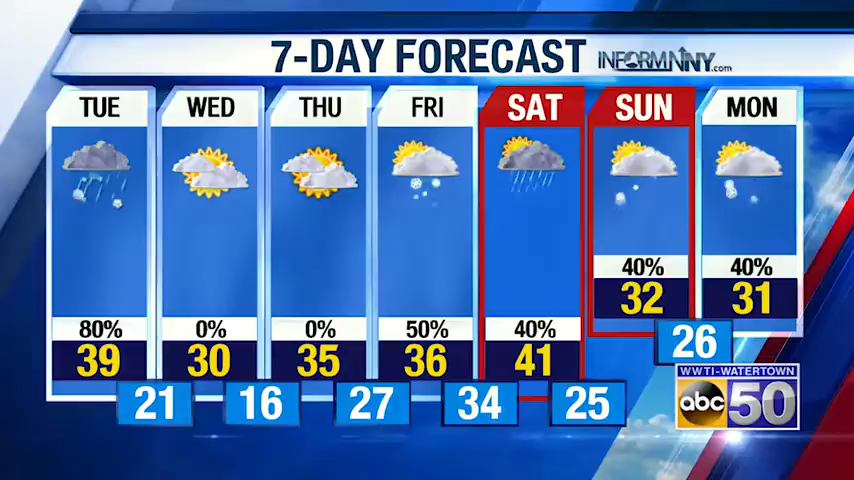 7-DAY FORECAST INFORMNNY.com
TUE WED THU FRI SAT SUN MON
40% 40%
32 31
80% 0% 0% 50% 40%
39 30 35 36 41
26
21 16 27 34 25
WWTI-WATERTOWN
abc 50